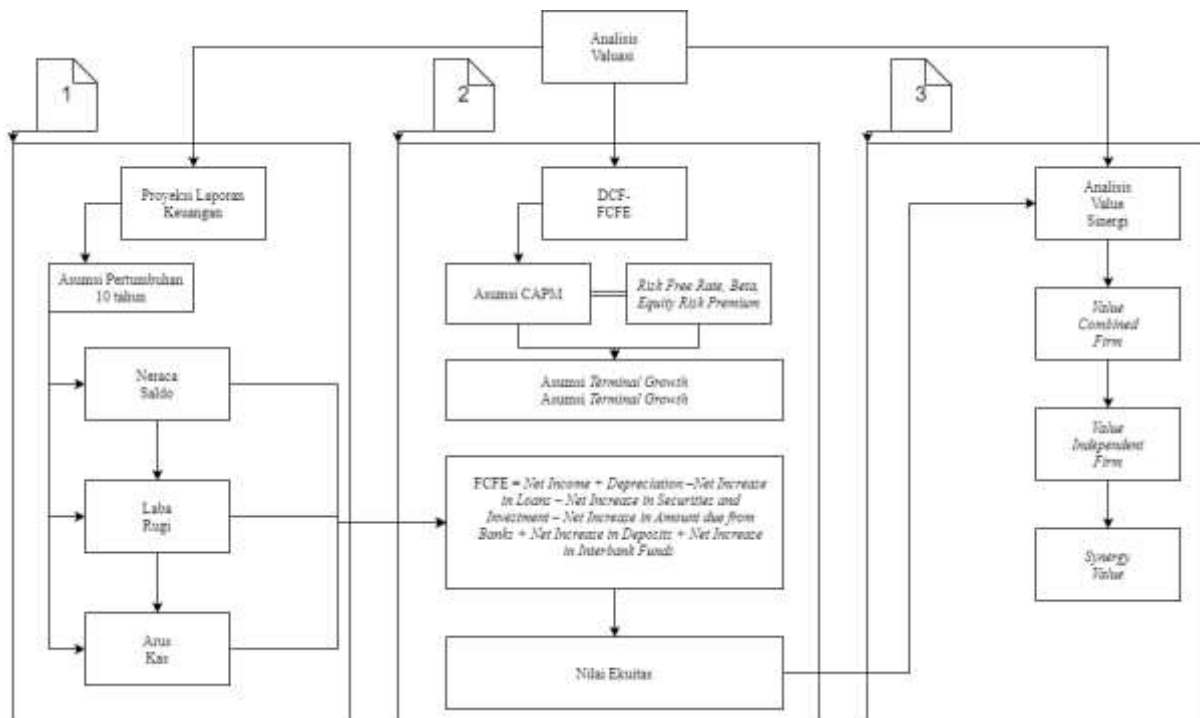 Analisis
Valuasi
1
2
3
Proyeksi Laporan
Keuangan
Asumsi Pertumbuhan
10 tahun
Neraca
Saldo
Laba
Rugi
Arus
Kas
DCF-
FCFE
Asumsi CAPM
Risk Free Rate, Beta,
Equity Risk Premium
Asumsi Terminal Growth
Asumsi Terminal Growth
FCFE = Net Income + Depreciation –Net Increase
in Loans – Net Increase in Securities and
Investment – Net Increase in Amount due from
Banks + Net Increase in Deposits + Net Increase
in Interbank Funds
Nilai Ekuitas
Analisis
Value
Sinergi
Value
Combined
Firm
Value
Independent
Firm
Synergy
Value